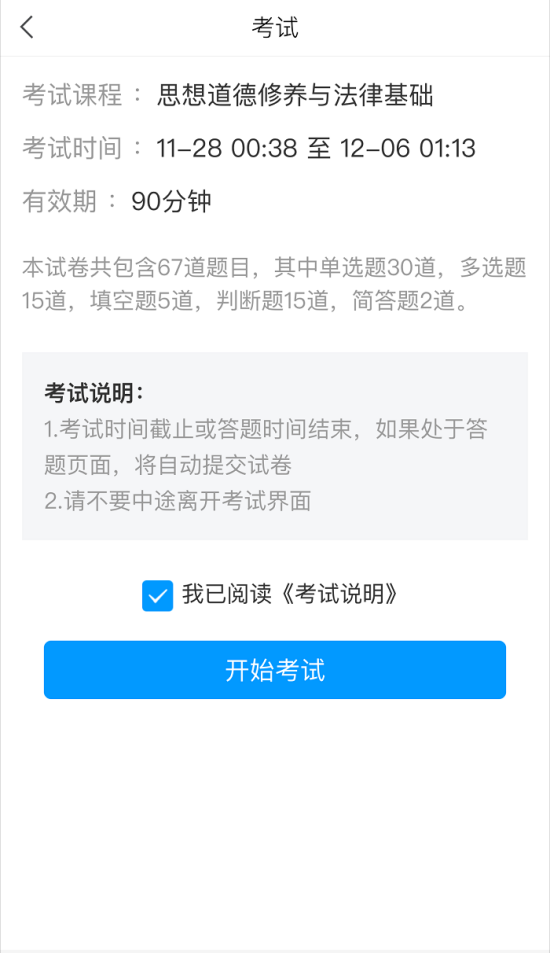 考试
考试课程 ： 思想道德修养与法律基础
考试时间 ： 11-28 00:38 至 12-06 01:13
有效期 ： 90分钟
本试卷共包含67道题目，其中单选题30道，多选题
15道，填空题5道，判断题15道，简答题2道。
考试说明：
1.考试时间截止或答题时间结束，如果处于答
题页面，将自动提交试卷
2.请不要中途离开考试界面
我已阅读《考试说明》
开始考试